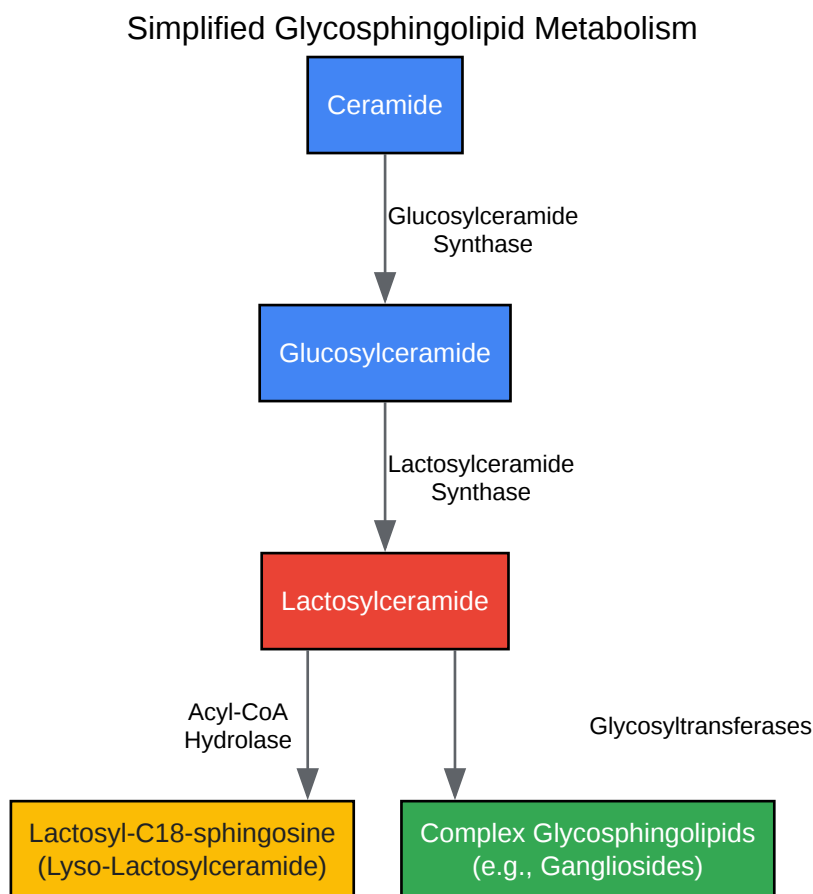 Simplified Glycosphingolipid Metabolism
Ceramide
Glucosylceramide
Synthase
Glucosylceramide
Lactosylceramide
Synthase
Lactosylceramide
Acyl-CoA
Hydrolase
Glycosyltransferases
Lactosyl-C18-sphingosine
(Lyso-Lactosylceramide)
Complex Glycosphingolipids
(e.g., Gangliosides)